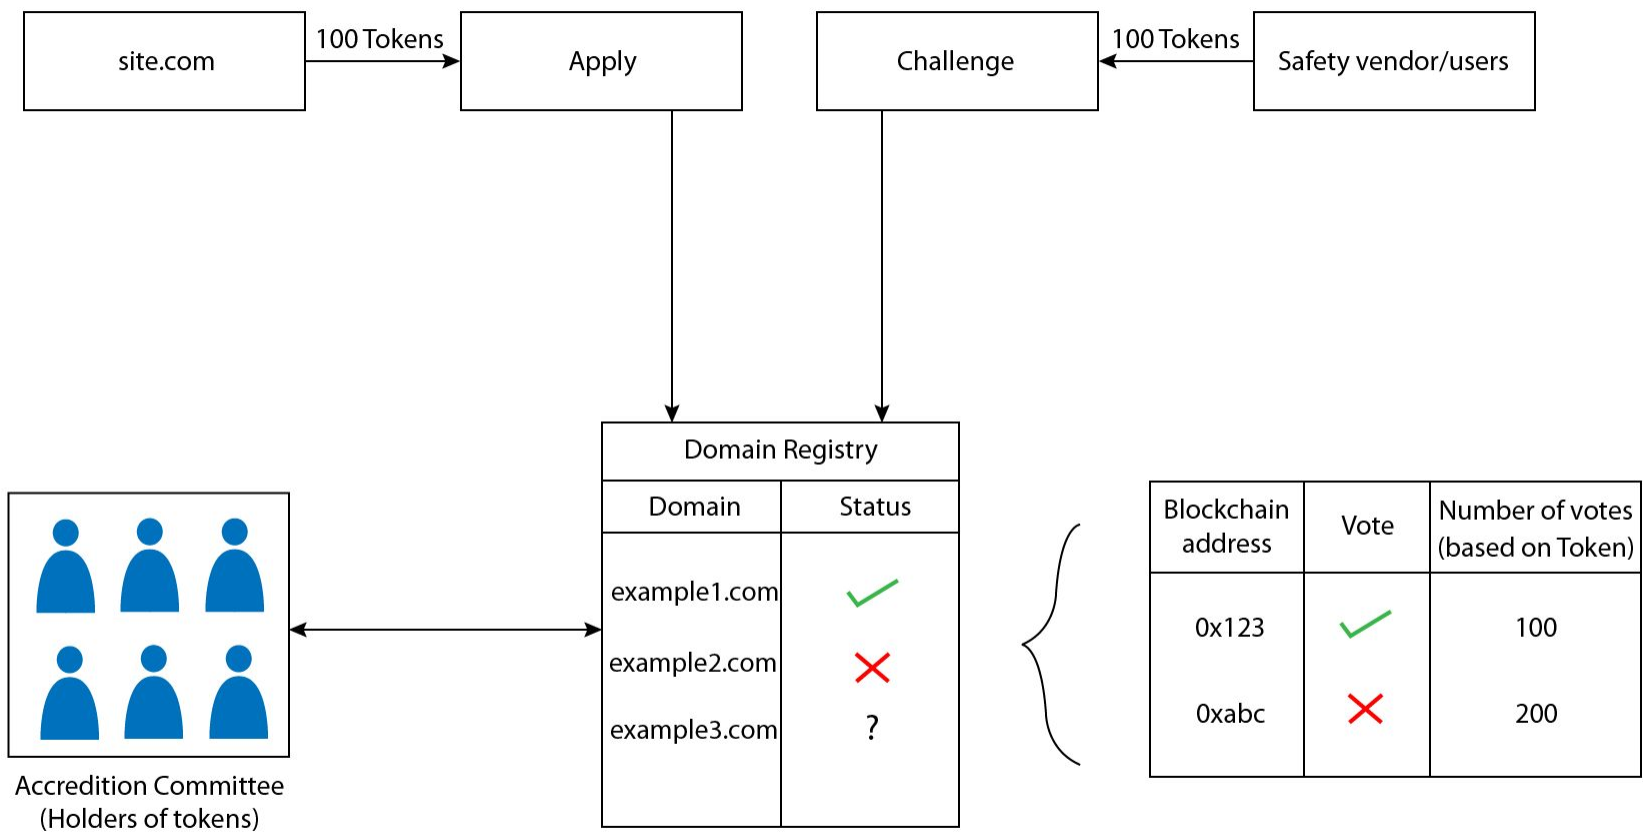 site.com
100 Tokens
Apply
Challenge
100 Tokens
Safety vendor/users
Domain Registry
Domain
Status
example1.com
example2.com
example3.com
?
Accredition Committee
(Holders of tokens)
Blockchain
address
Vote
Number of votes
(based on Token)
0x123
100
0xabc
200